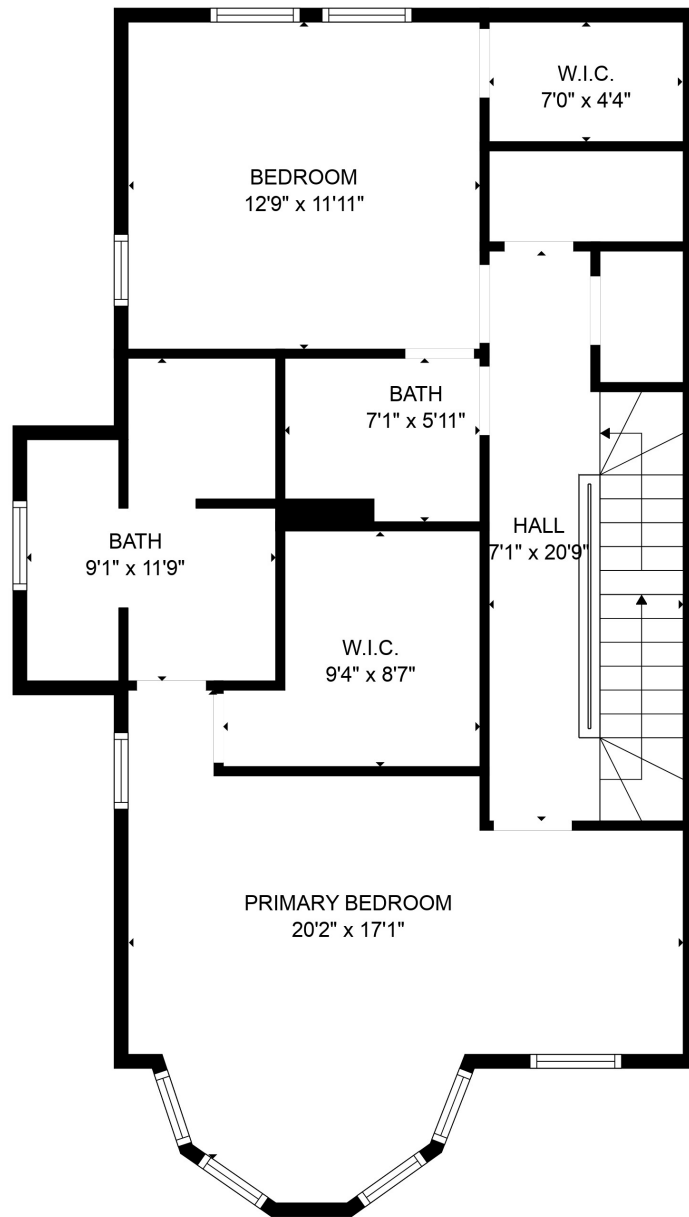 W.I.C.
7'0" x 4'4"
BEDROOM
12'9" x 11'11"
BATH
7'1" x 5'11"
HALL
7'1" x 20'9"
BATH
9'1" x 11'9"
W.I.C.
9'4" x 8'7"
PRIMARY BEDROOM
20'2" x 17'1"